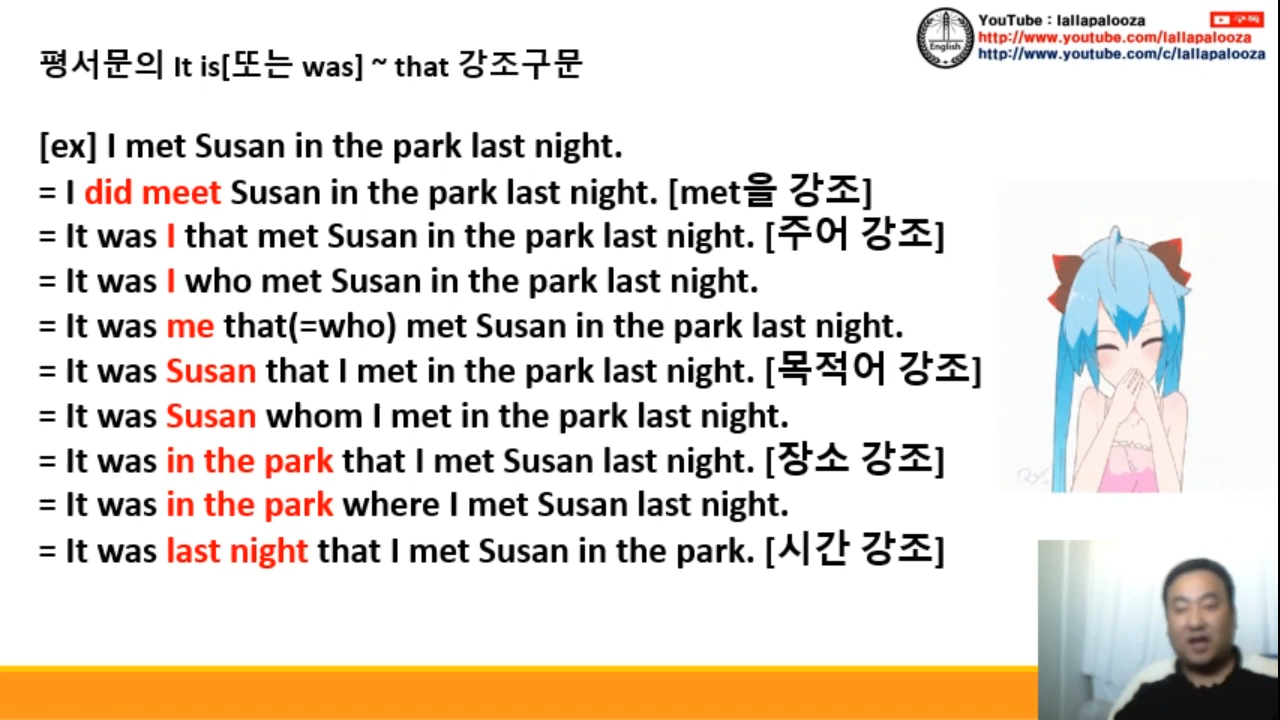 YouTube : lallapalooza
구독
http://www.youtube.com/lallapalooza
http://www.youtube.com/c/lallapalooza
English
평서문의 It is[또는 was] ~ that 강조구문
[ex] I met Susan in the park last night.
= I did meet Susan in the park last night. [met을 강조]
= It was I that met Susan in the park last night. [주어 강조]
= It was I who met Susan in the park last night.
= It was me that(=who) met Susan in the park last night.
= It was Susan that I met in the park last night. [목적어 강조]
= It was Susan whom I met in the park last night.
= It was in the park that I met Susan last night. [장소 강조]
= It was in the park where I met Susan last night.
= It was last night that I met Susan in the park. [시간 강조]